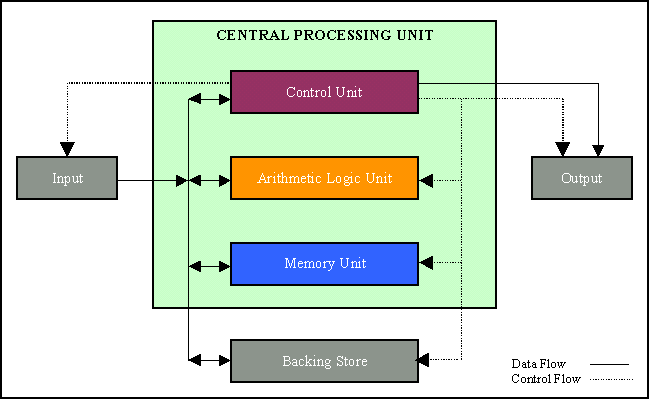 CENTRAL PROCESSING UNIT
Control Unit
Input
Arithmetic Logic Unit
Output
Memory Unit
Backing Store
Data Flow
Control Flow